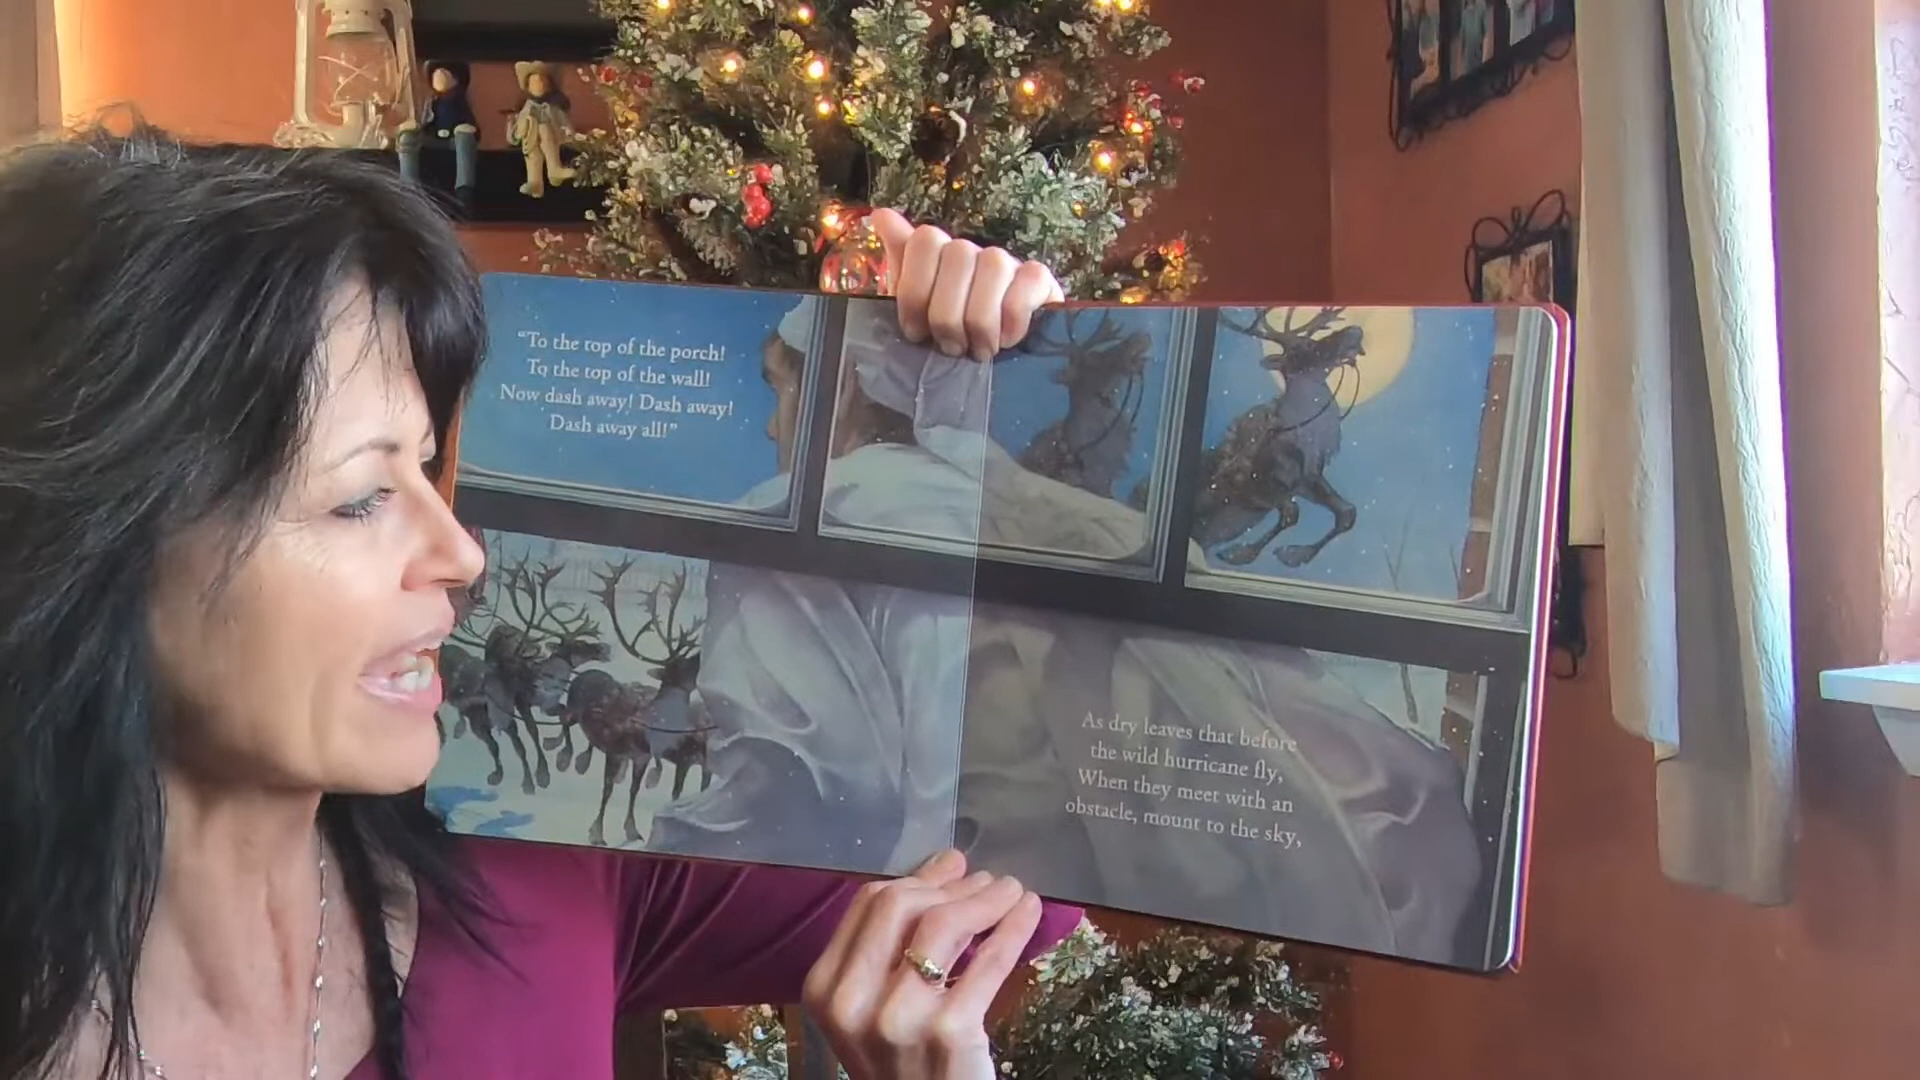 “To the top of the porch!
To the top of the wall!
Now dash away! Dash away!
Dash away all!”
As dry leaves that before
the wild hurricane fly,
When they meet with an
obstacle, mount to the sky,